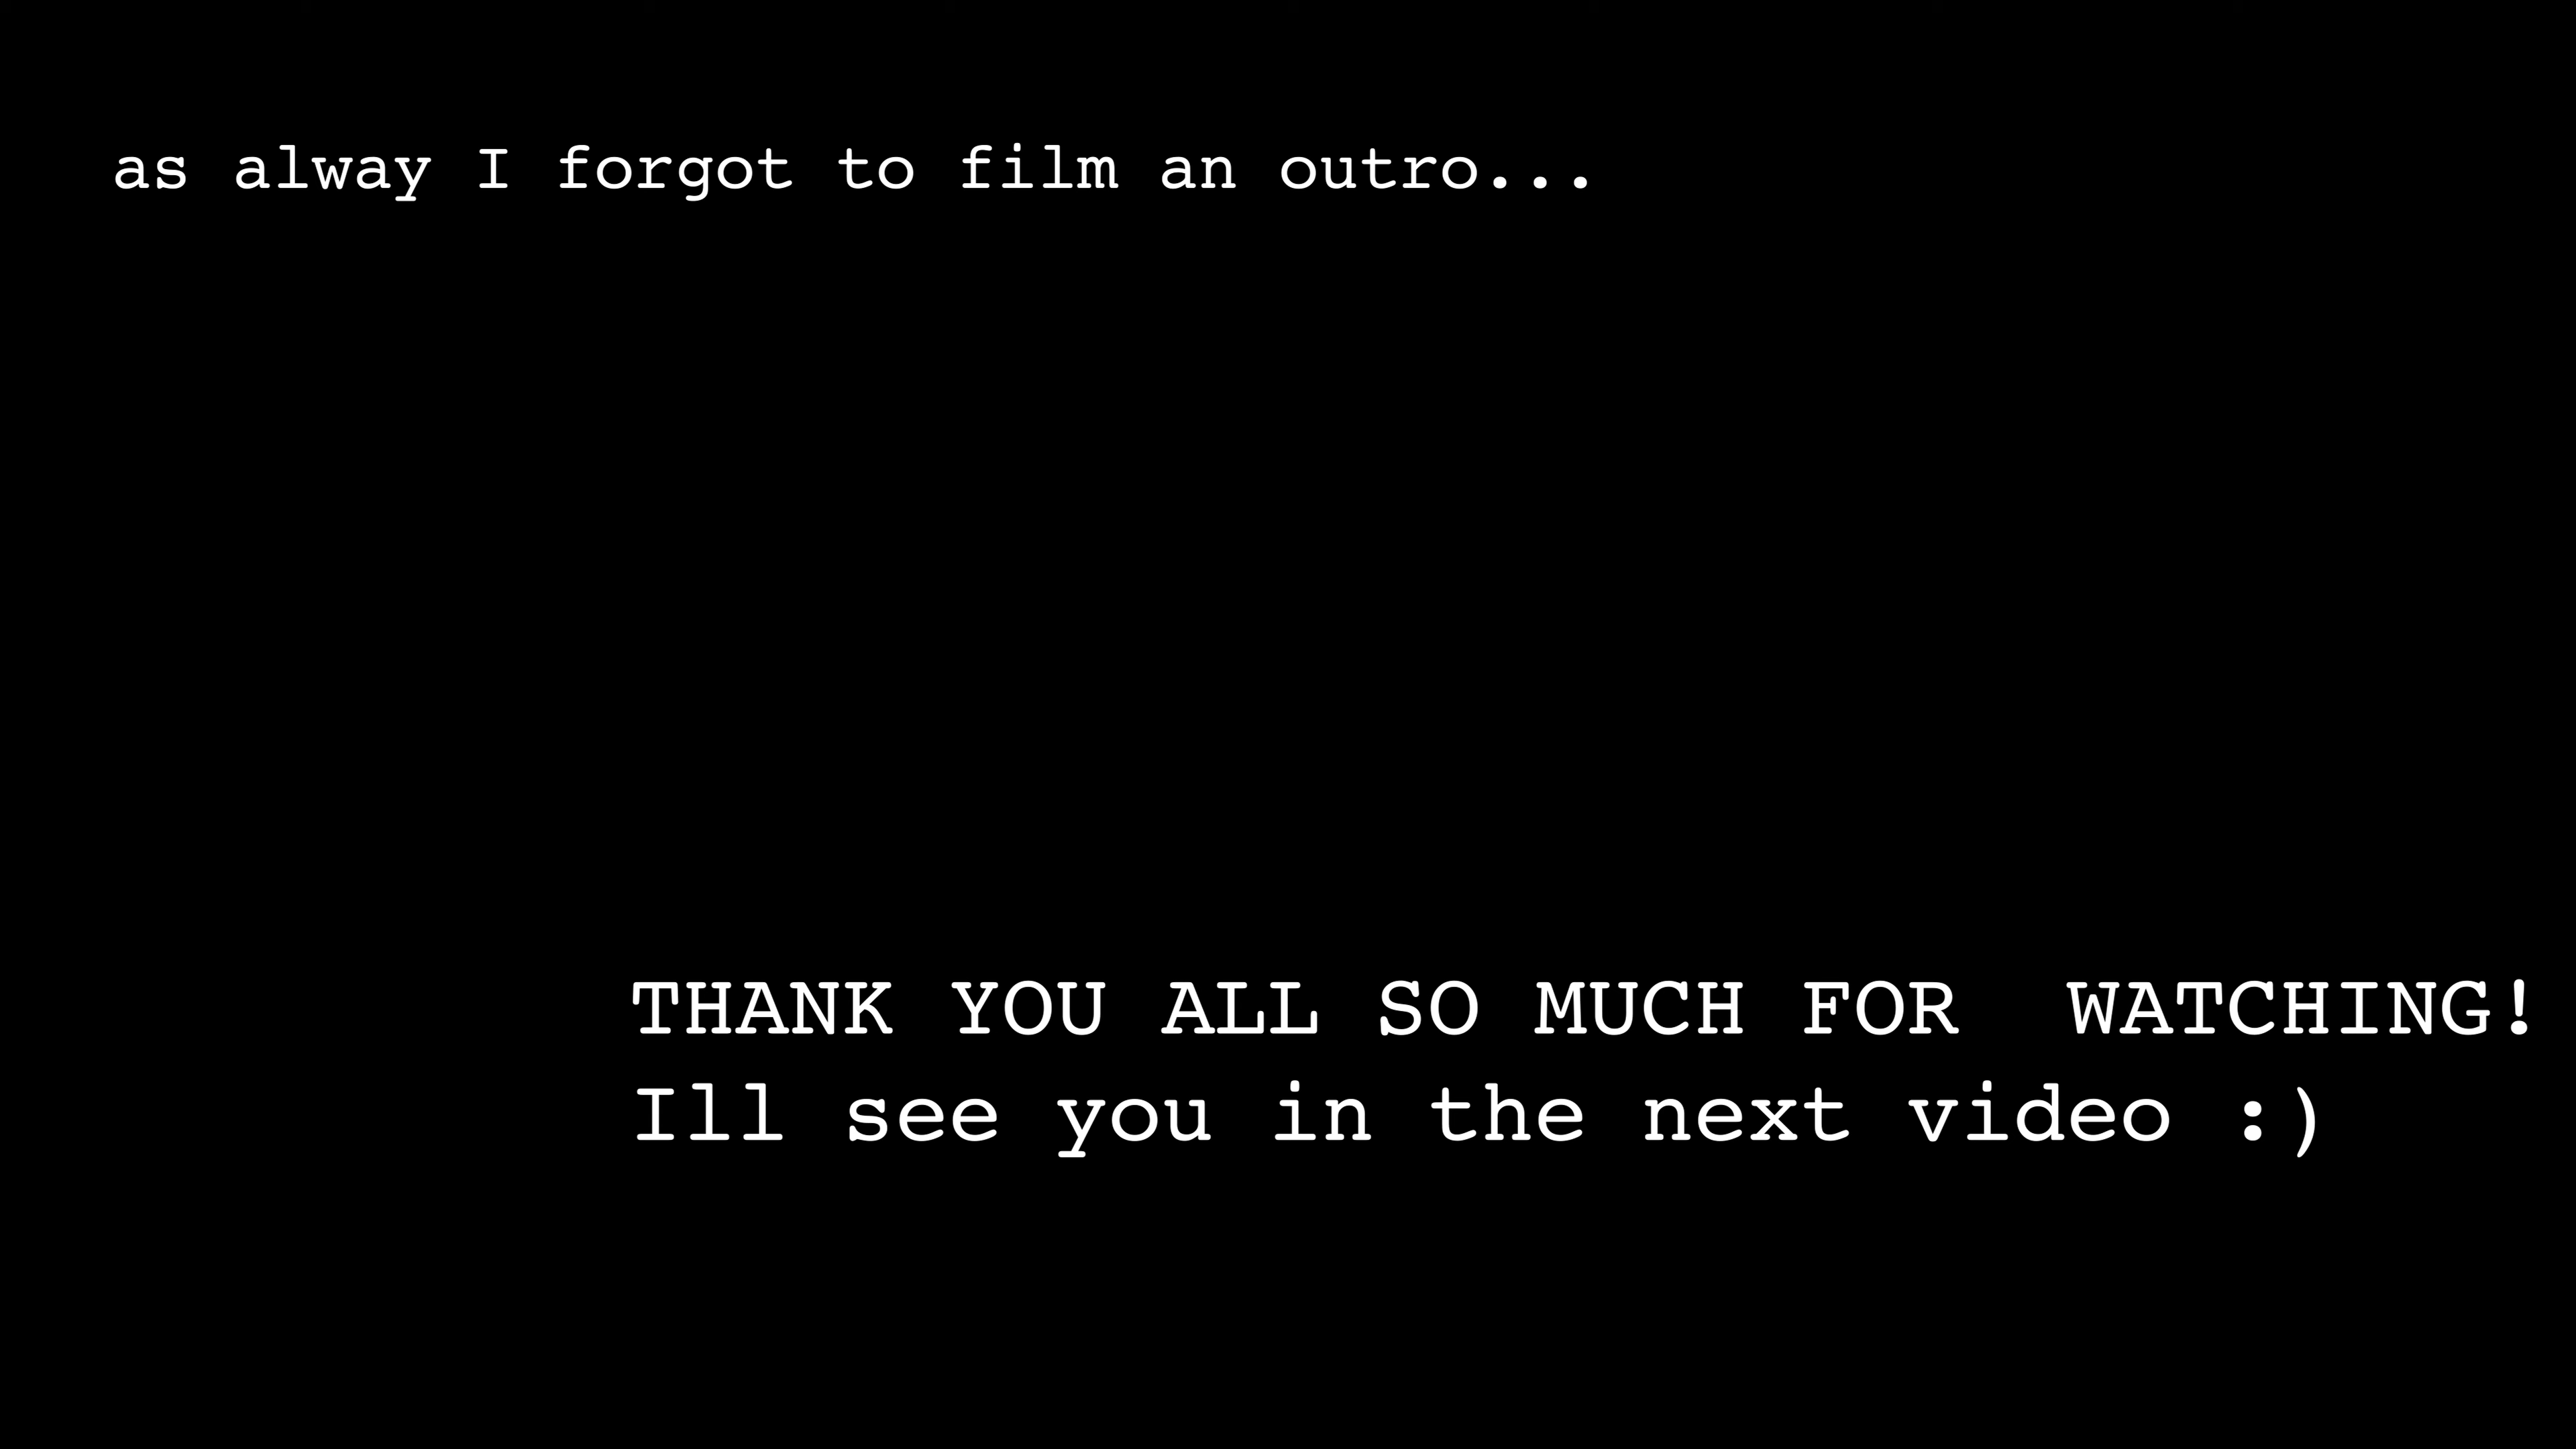 as alway I forgot to film an outro...
THANK YOU ALL SO MUCH FOR  WATCHING!
Ill see you in the next video :)